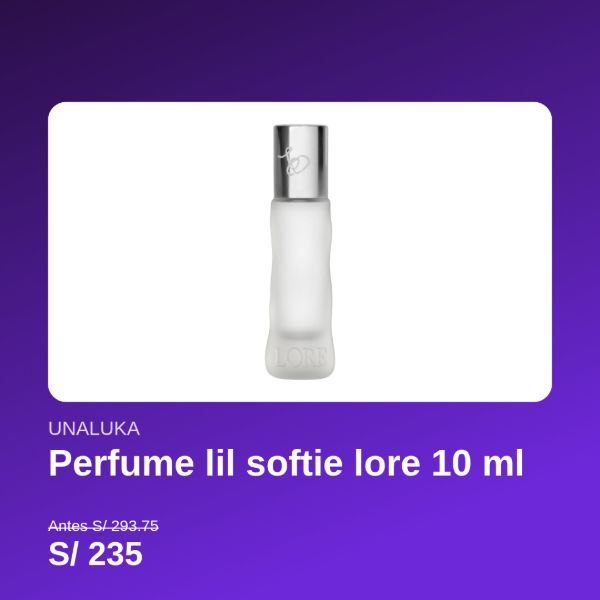 LORE
UNALUKA
Perfume lil softie lore 10 ml
Antes S/ 293.75
S/ 235